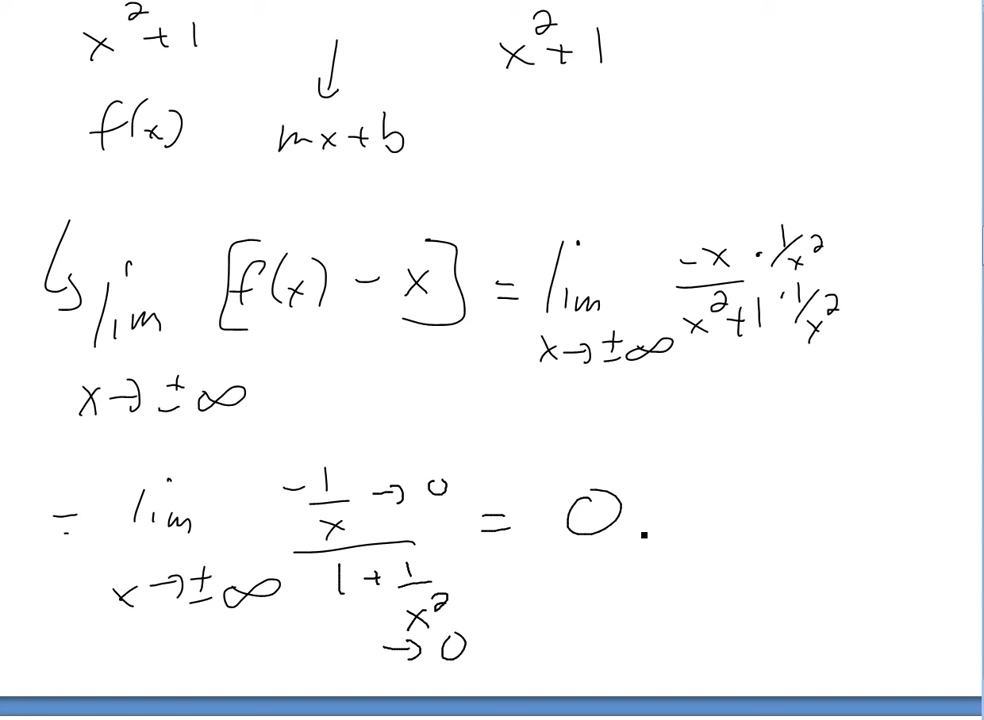 x² + 1 ↓ x² + 1
f(x) mx + b
↳ lim [f(x) - x] = lim -x · 1/x²
x→±∞ x→±∞ x²+1 · 1/x²
= lim -1/x → 0 = 0.
x→±∞ 1 + 1/x² → 0